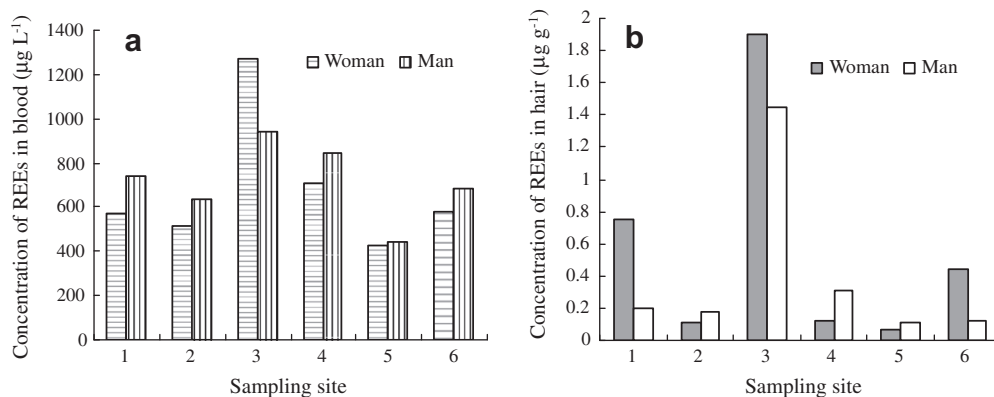 a
Concentration of REEs in blood (µg L-1)
1400
1200
1000
800
600
400
200
0
Woman Man
1 2 3 4 5 6
Sampling site
b
Concentration of REEs in hair (µg g-1)
2
1.8
1.6
1.4
1.2
1
0.8
0.6
0.4
0.2
0
Woman Man
1 2 3 4 5 6
Sampling site